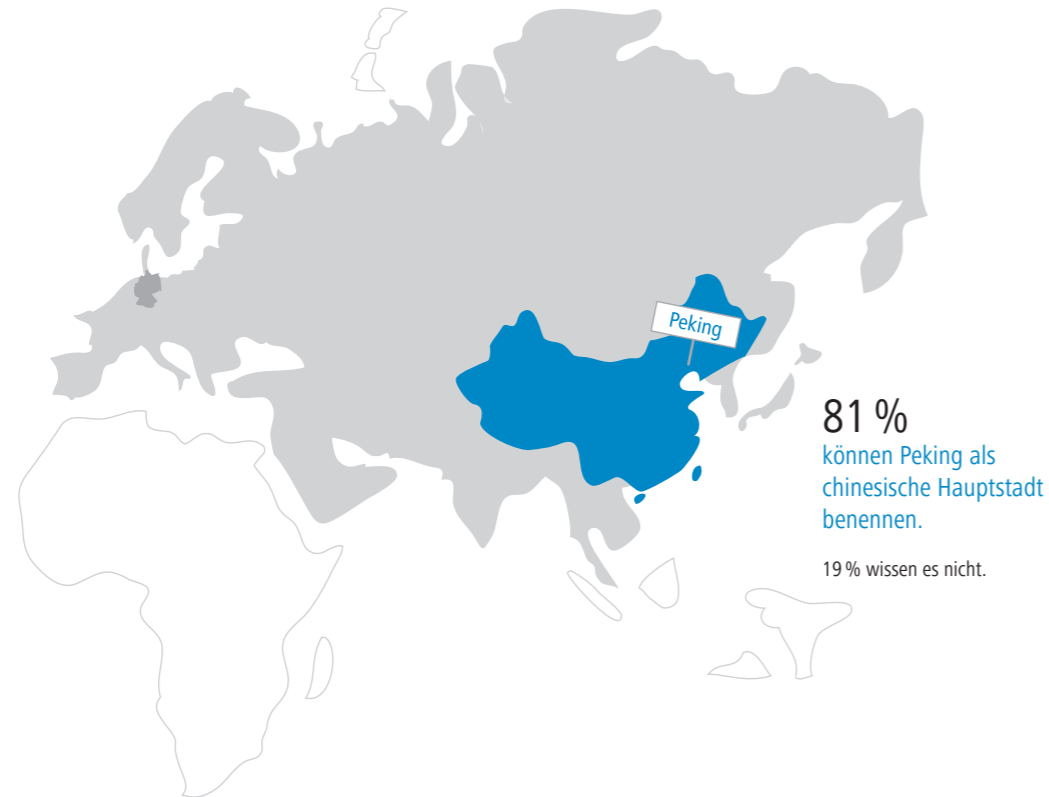 Peking
81 %
können Peking als
chinesische Hauptstadt
benennen.
19 % wissen es nicht.